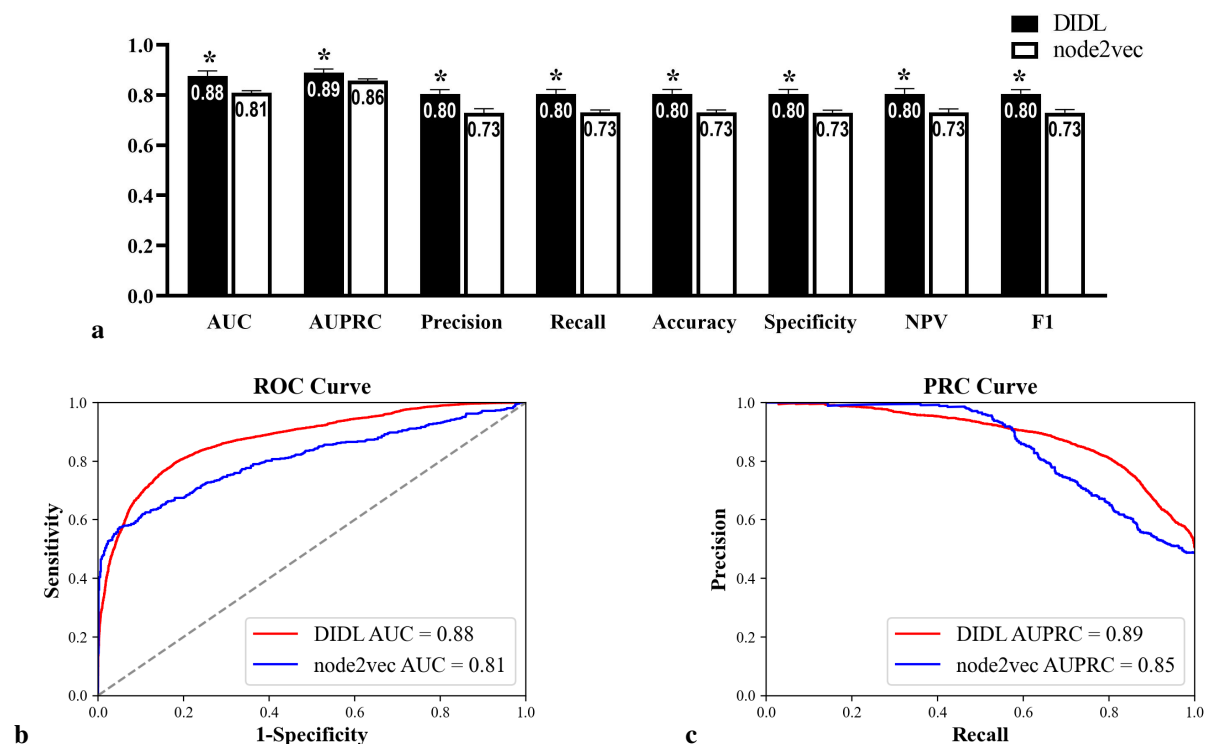 DIDL
node2vec
1.0
0.8
0.6
0.4
0.2
0.0
* * * * * * * *
0.88 0.81 0.89 0.86 0.80 0.73 0.80 0.73 0.80 0.73 0.80 0.73 0.80 0.73 0.80 0.73
AUC AUPRC Precision Recall Accuracy Specificity NPV F1
a
ROC Curve
Sensitivity
1.0
0.8
0.6
0.4
0.2
0.0
DIDL AUC = 0.88
node2vec AUC = 0.81
0.0 0.2 0.4 0.6 0.8 1.0
1-Specificity
b
PRC Curve
Precision
1.0
0.8
0.6
0.4
0.2
0.0
DIDL AUPRC = 0.89
node2vec AUPRC = 0.85
0.0 0.2 0.4 0.6 0.8 1.0
Recall
c